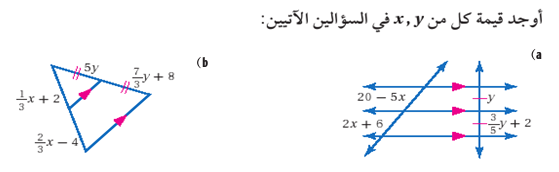 أوجد قيمة كل من x, y في السؤالين الآتيين:
(a
20 − 5x
y
2x + 6
3/5 y + 2
(b
5y
7/3 y + 8
1/3 x + 2
2/3 x − 4